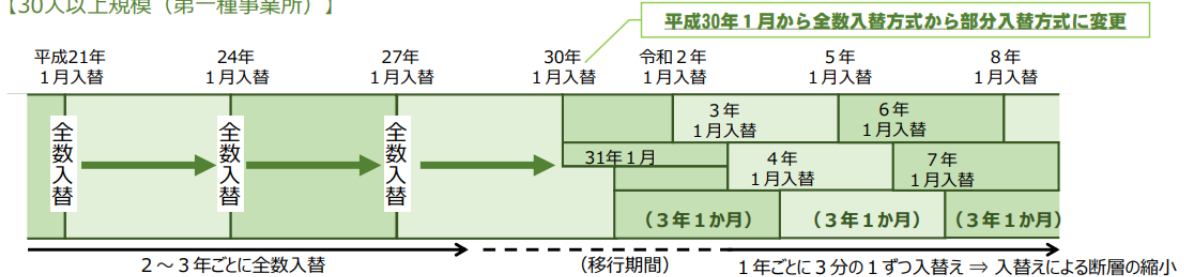 【30人以上規模（第一種事業所）】
平成30年１月から全数入替方式から部分入替方式に変更
平成21年
１月入替
24年
１月入替
27年
１月入替
30年
１月入替
令和２年
１月入替
5年
１月入替
8年
１月入替
全数入替
全数入替
全数入替
31年１月
３年
１月入替
６年
１月入替
４年
１月入替
７年
１月入替
（３年１か月）
（３年１か月）
（３年１か月）
２～３年ごとに全数入替
（移行期間）
１年ごとに３分の１ずつ入替え ⇒ 入替えによる断層の縮小